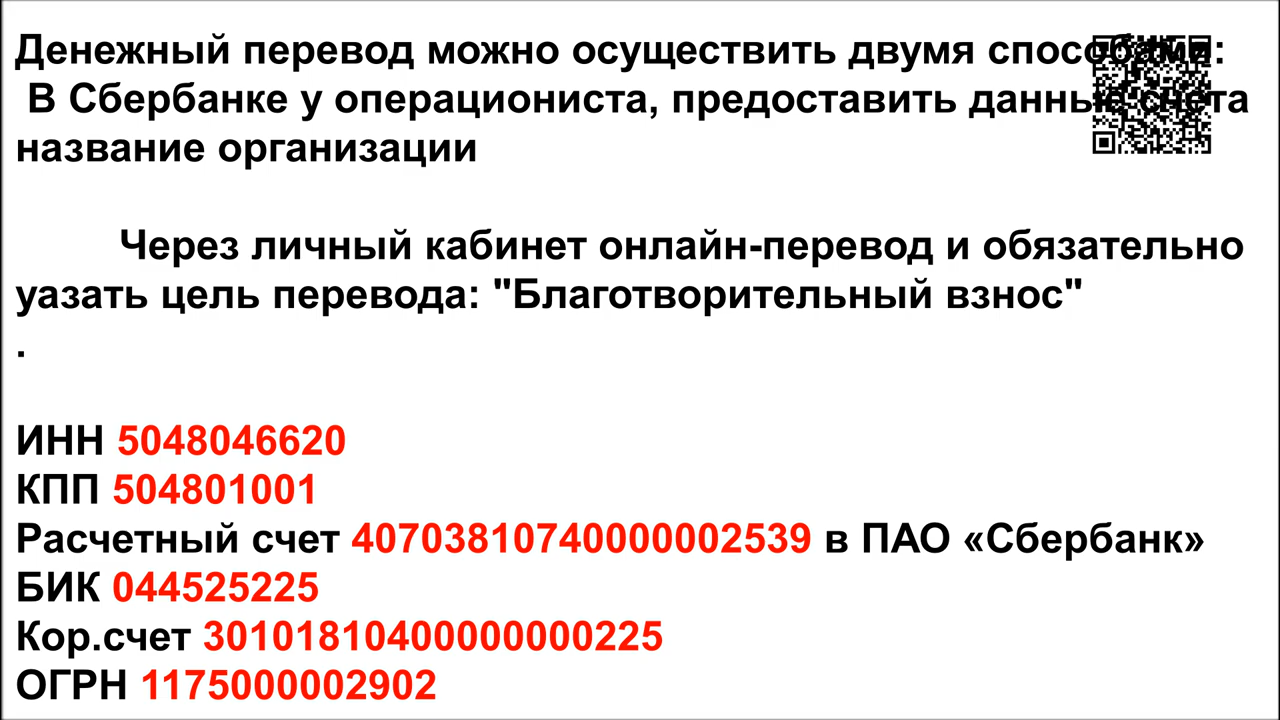 Денежный перевод можно осуществить двумя способами:
В Сбербанке у операциониста, предоставить данные счета
название организации
Через личный кабинет онлайн-перевод и обязательно
уазать цель перевода: "Благотворительный взнос"
.
ИНН 5048046620
КПП 504801001
Расчетный счет 40703810740000002539 в ПАО «Сбербанк»
БИК 044525225
Кор.счет 30101810400000000225
ОГРН 1175000002902